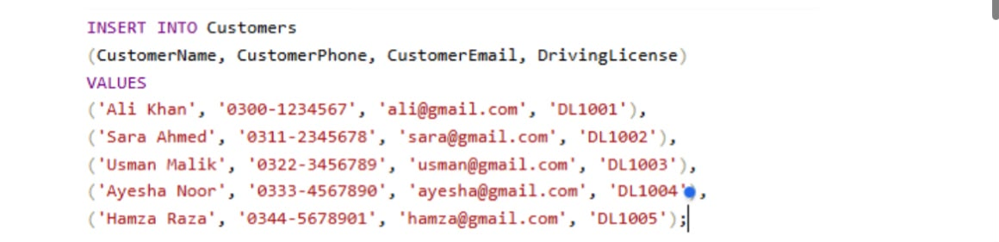 INSERT INTO Customers
(CustomerName, CustomerPhone, CustomerEmail, DrivingLicense)
VALUES
('Ali Khan', '0300-1234567', 'ali@gmail.com', 'DL1001'),
('Sara Ahmed', '0311-2345678', 'sara@gmail.com', 'DL1002'),
('Usman Malik', '0322-3456789', 'usman@gmail.com', 'DL1003'),
('Ayesha Noor', '0333-4567890', 'ayesha@gmail.com', 'DL1004'),
('Hamza Raza', '0344-5678901', 'hamza@gmail.com', 'DL1005');